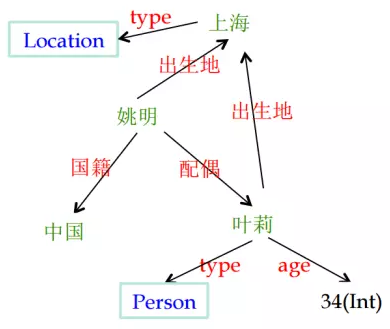 type
上海
Location
出生地
姚明
出生地
国籍
配偶
中国
叶莉
type
age
Person
34(Int)